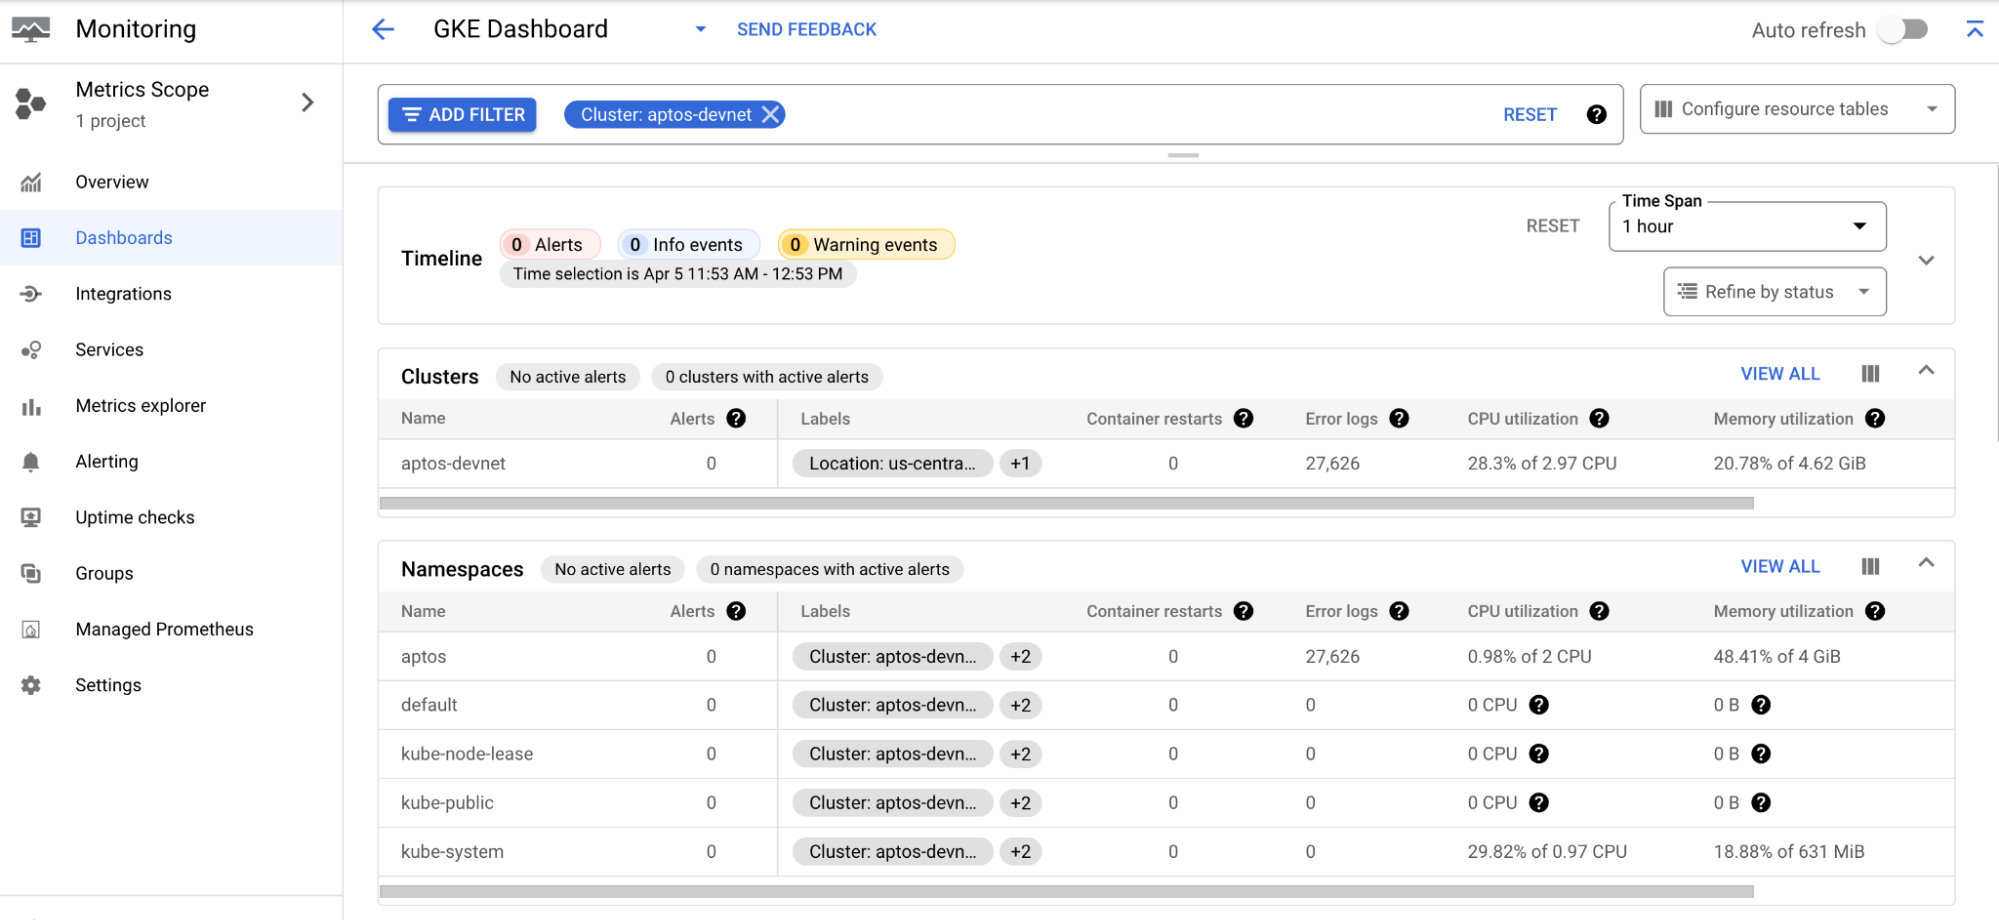 Monitoring
GKE Dashboard
SEND FEEDBACK
Auto refresh
Metrics Scope
1 project
Overview
Dashboards
Integrations
Services
Metrics explorer
Alerting
Uptime checks
Groups
Managed Prometheus
Settings
ADD FILTER
Cluster: aptos-devnet
RESET
Configure resource tables
Timeline
0 Alerts
0 Info events
0 Warning events
Time selection is Apr 5 11:53 AM - 12:53 PM
RESET
Time Span
1 hour
Refine by status
Clusters No active alerts 0 clusters with active alerts VIEW ALL
Name Alerts ? Labels Container restarts ? Error logs ? CPU utilization ? Memory utilization ?
aptos-devnet 0 Location: us-centra... +1 0 27,626 28.3% of 2.97 CPU 20.78% of 4.62 GiB
Namespaces No active alerts 0 namespaces with active alerts VIEW ALL
Name Alerts ? Labels Container restarts ? Error logs ? CPU utilization ? Memory utilization ?
aptos 0 Cluster: aptos-devn... +2 0 27,626 0.98% of 2 CPU 48.41% of 4 GiB
default 0 Cluster: aptos-devn... +2 0 0 0 CPU ? 0 B ?
kube-node-lease 0 Cluster: aptos-devn... +2 0 0 0 CPU ? 0 B ?
kube-public 0 Cluster: aptos-devn... +2 0 0 0 CPU ? 0 B ?
kube-system 0 Cluster: aptos-devn... +2 0 0 29.82% of 0.97 CPU 18.88% of 631 MiB